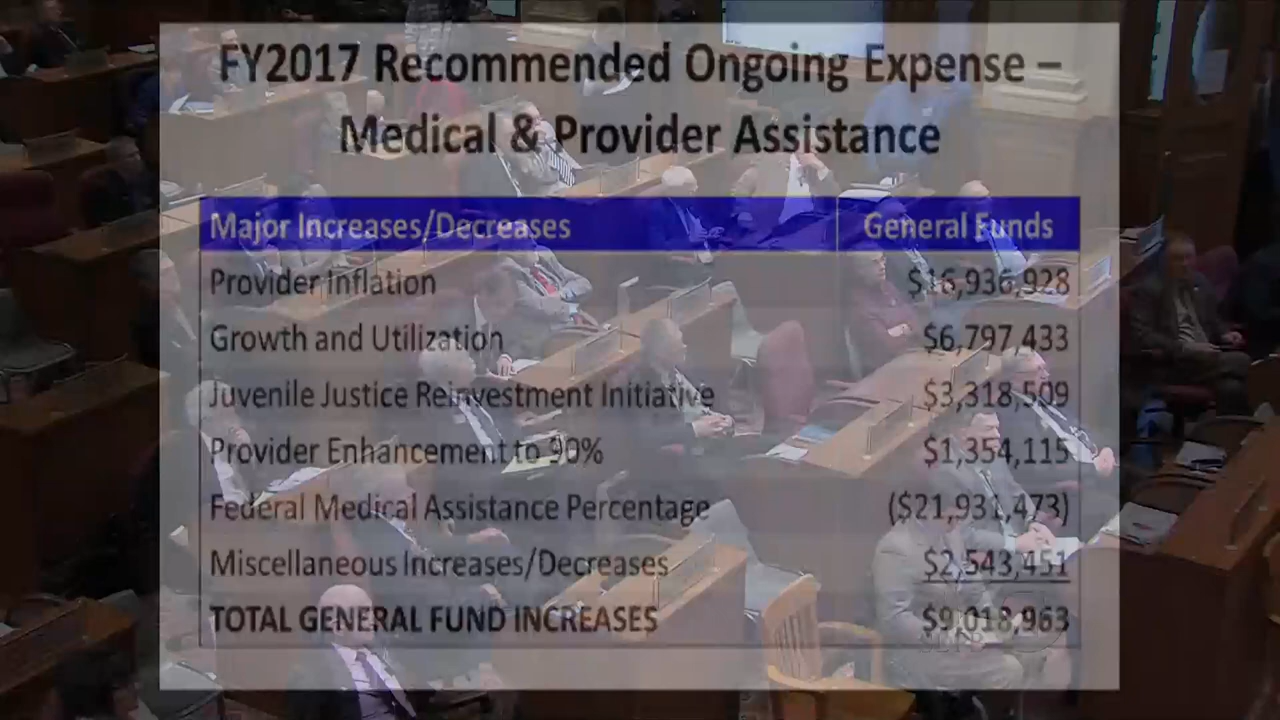 FY2017 Recommended Ongoing Expense –
Medical & Provider Assistance
Major Increases/Decreases General Funds
Provider Inflation $16,936,928
Growth and Utilization $6,797,433
Juvenile Justice Reinvestment Initiative $3,318,509
Provider Enhancement to 90% $1,354,115
Federal Medical Assistance Percentage ($21,931,473)
Miscellaneous Increases/Decreases $2,543,451
TOTAL GENERAL FUND INCREASES $9,018,963